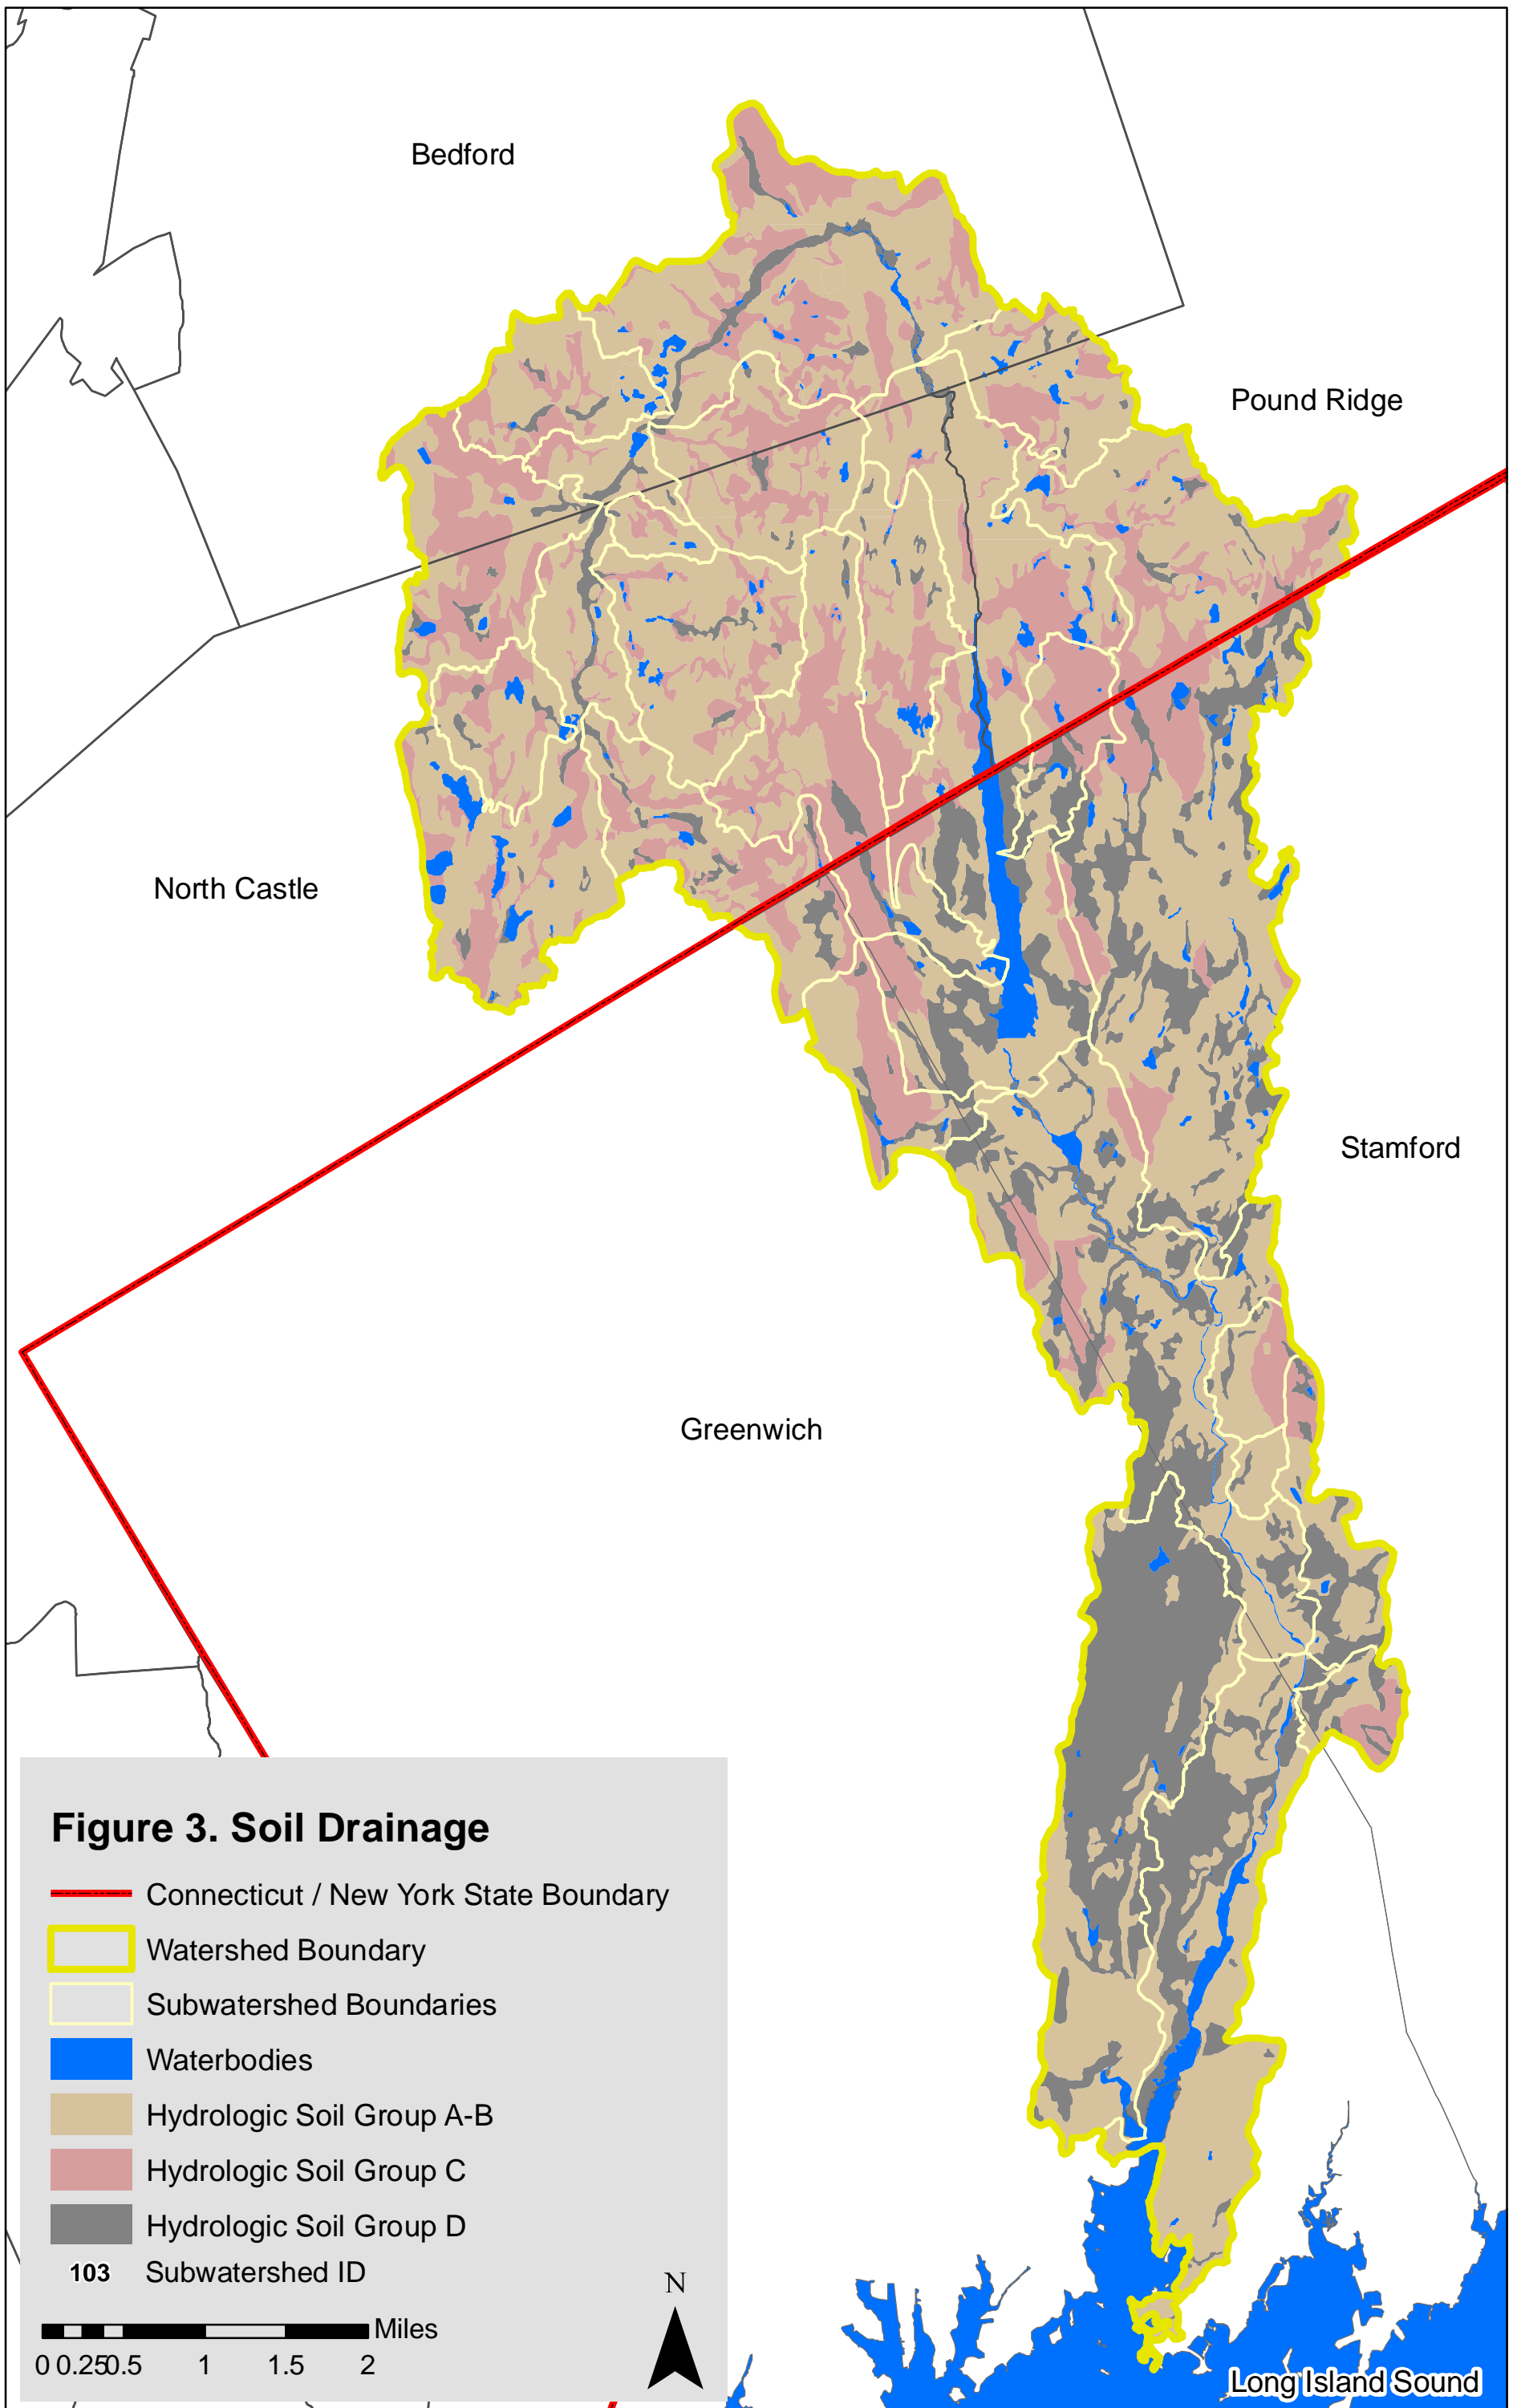 Bedford
Pound Ridge
North Castle
Stamford
Greenwich
Figure 3. Soil Drainage
Connecticut / New York State Boundary
Watershed Boundary
Subwatershed Boundaries
Waterbodies
Hydrologic Soil Group A-B
Hydrologic Soil Group C
Hydrologic Soil Group D
103 Subwatershed ID
N
Miles
0 0.25 0.5 1 1.5 2
Long Island Sound